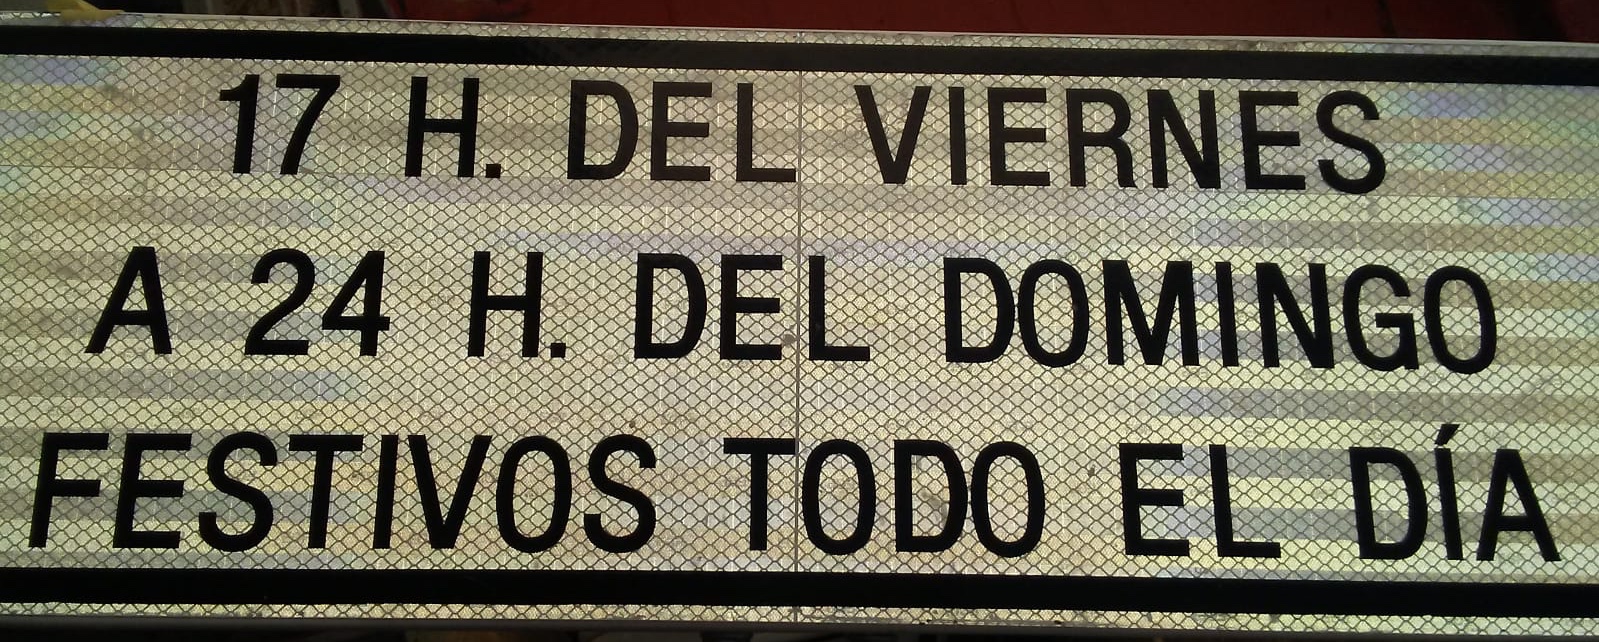 17 H. DEL VIERNES
A 24 H. DEL DOMINGO
FESTIVOS TODO EL DÍA